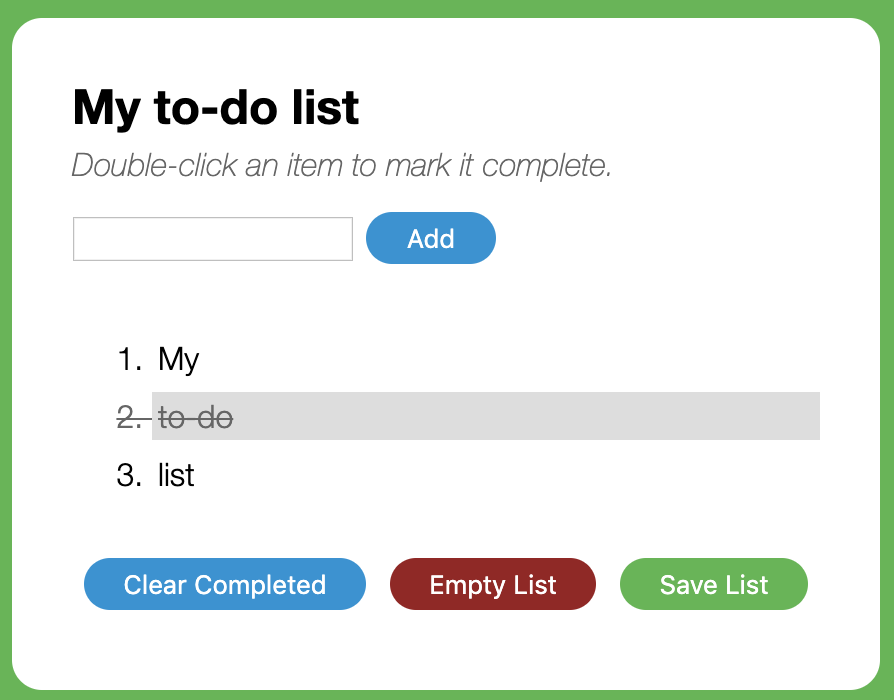 My to-do list
Double-click an item to mark it complete.
Add
1. My
2. to-do
3. list
Clear Completed Empty List Save List